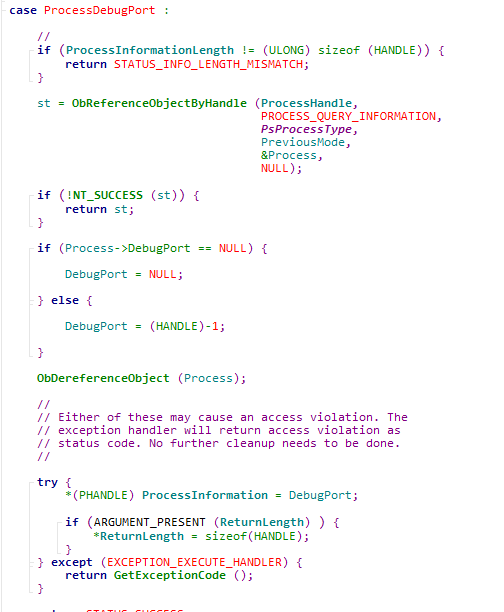 case ProcessDebugPort :
//
if (ProcessInformationLength != (ULONG) sizeof (HANDLE)) {
return STATUS_INFO_LENGTH_MISMATCH;
}
st = ObReferenceObjectByHandle (ProcessHandle,
PROCESS_QUERY_INFORMATION,
PsProcessType,
PreviousMode,
&Process,
NULL);
if (!NT_SUCCESS (st)) {
return st;
}
if (Process->DebugPort == NULL) {
DebugPort = NULL;
} else {
DebugPort = (HANDLE)-1;
}
ObDereferenceObject (Process);
//
// Either of these may cause an access violation. The
// exception handler will return access violation as
// status code. No further cleanup needs to be done.
//
try {
*(PHANDLE) ProcessInformation = DebugPort;
if (ARGUMENT_PRESENT (ReturnLength) ) {
*ReturnLength = sizeof(HANDLE);
}
} except (EXCEPTION_EXECUTE_HANDLER) {
return GetExceptionCode ();
}